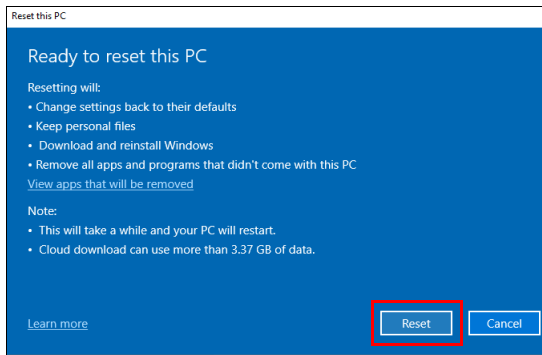 Reset this PC
Ready to reset this PC
Resetting will:
• Change settings back to their defaults
• Keep personal files
• Download and reinstall Windows
• Remove all apps and programs that didn't come with this PC
View apps that will be removed
Note:
• This will take a while and your PC will restart.
• Cloud download can use more than 3.37 GB of data.
Learn more
Reset
Cancel